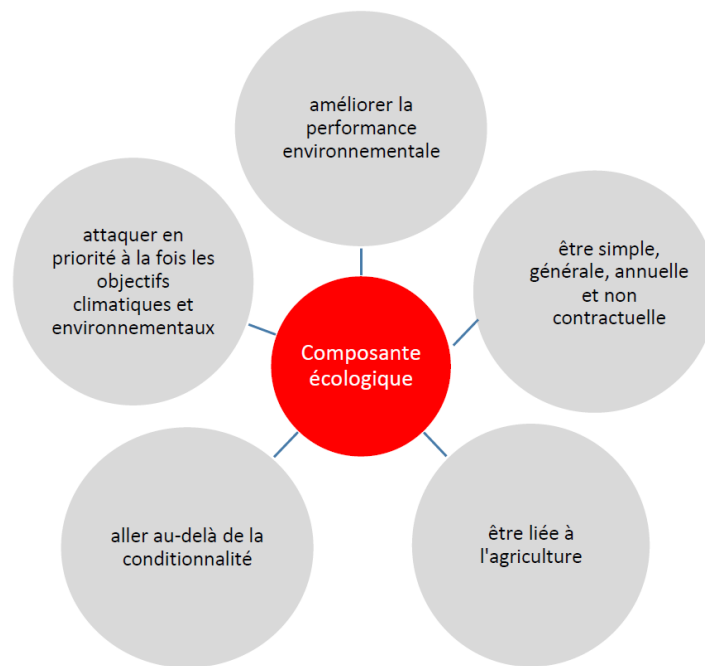 améliorer la
performance
environnementale
attaquer en
priorité à la fois les
objectifs
climatiques et
environnementaux
être simple,
générale, annuelle
et non
contractuelle
Composante
écologique
aller au-delà de la
conditionnalité
être liée à
l'agriculture